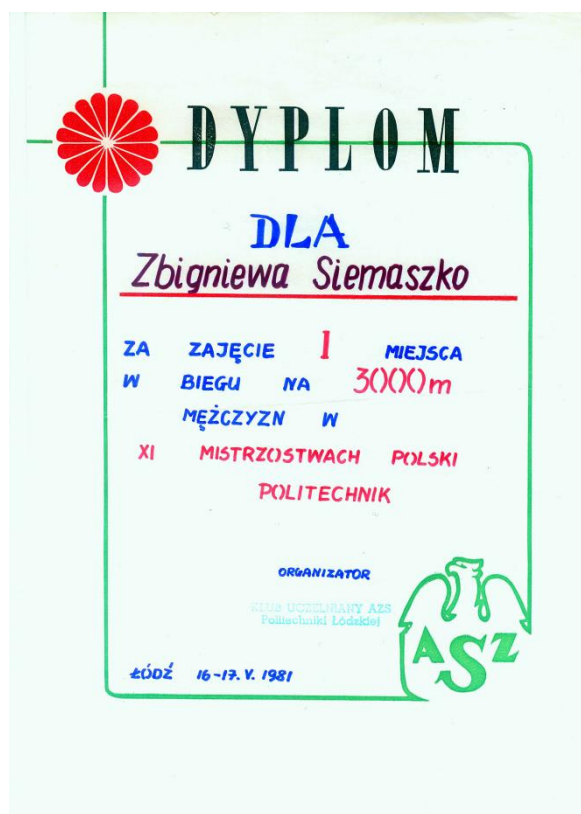 DYPLOM
DLA
Zbigniewa Siemaszko
ZA ZAJĘCIE I MIEJSCA
W BIEGU NA 3000m
MĘŻCZYZN W
XI MISTRZOSTWACH POLSKI
POLITECHNIK
ORGANIZATOR
KLUB UCZELNIANY AZS
Politechniki Łódzkiej
ASZ
ŁÓDŹ 16-17. V. 1981